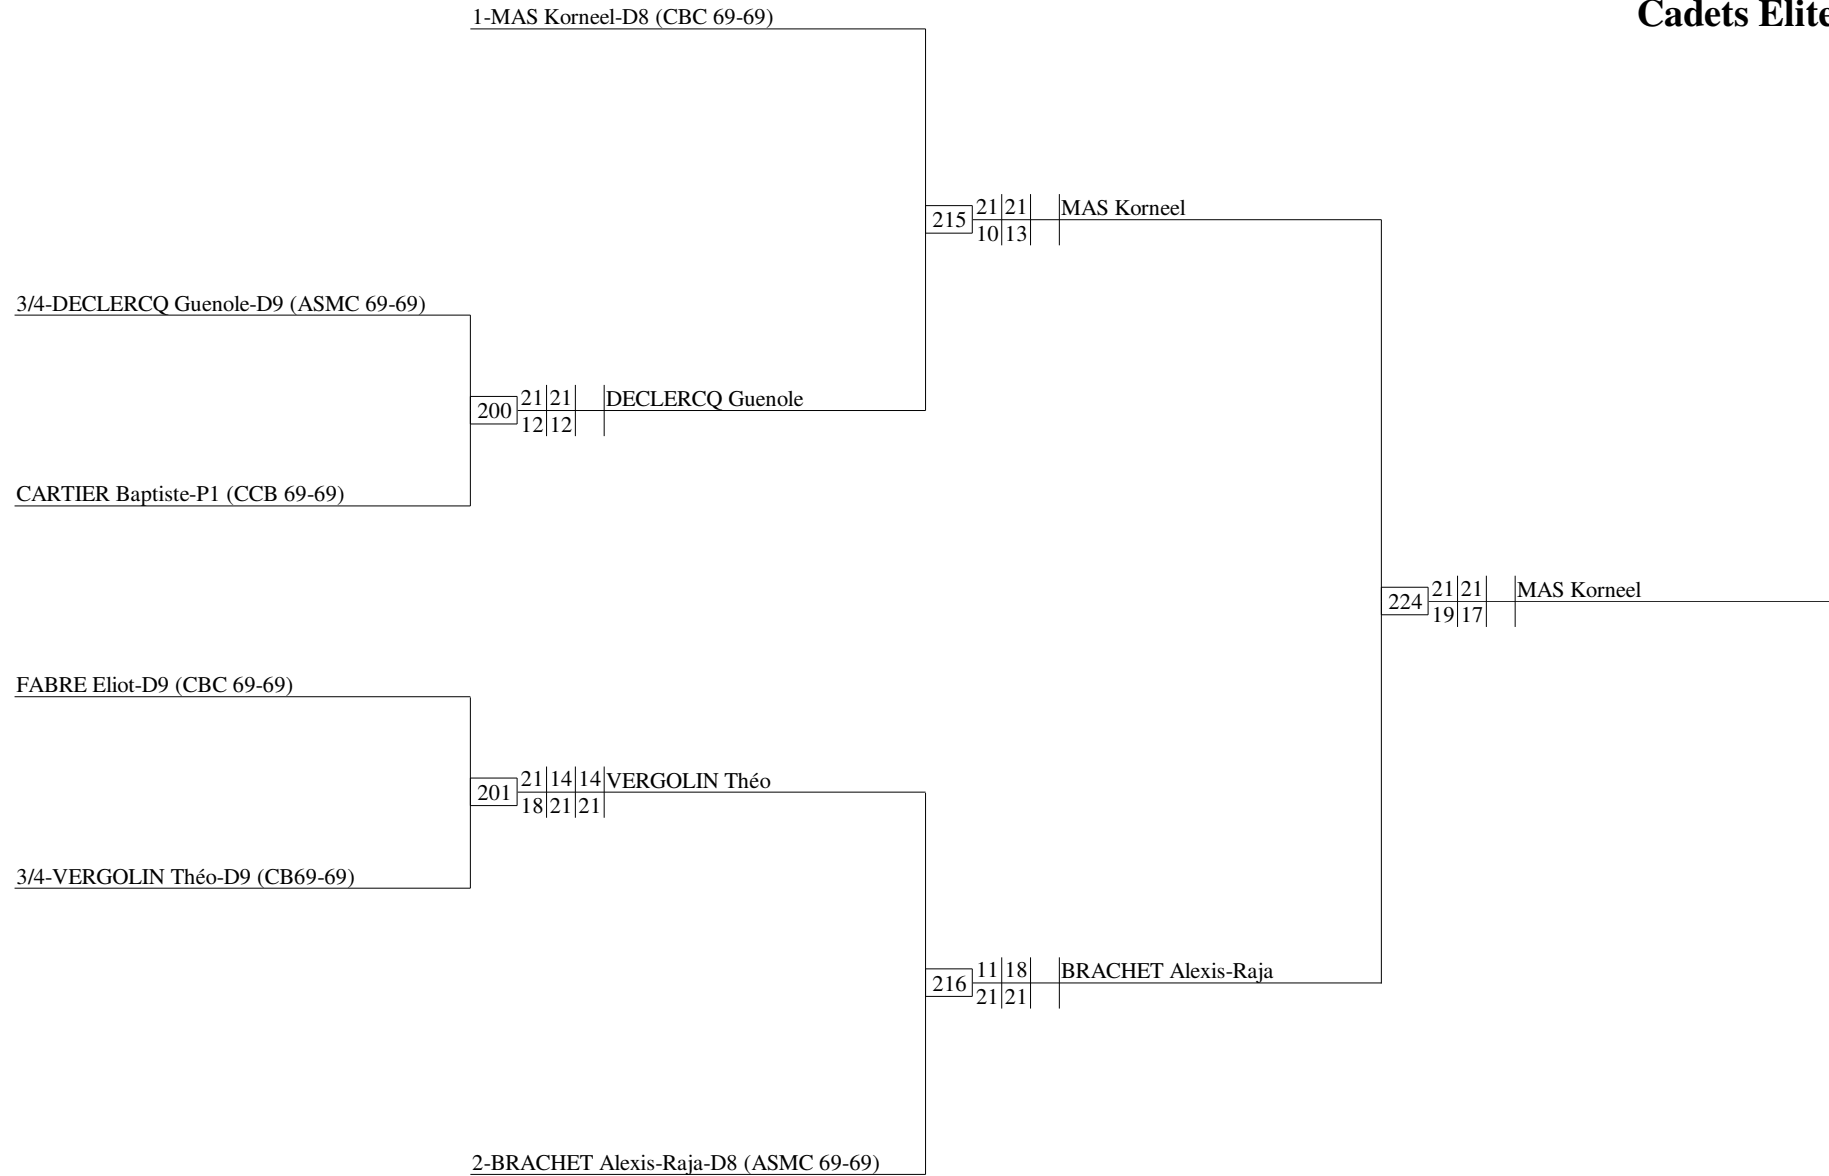 Cadets Elite
1-MAS Korneel-D8 (CBC 69-69)
215 21 21 MAS Korneel
10 13
3/4-DECLERCQ Guenole-D9 (ASMC 69-69)
200 21 21 DECLERCQ Guenole
12 12
CARTIER Baptiste-P1 (CCB 69-69)
224 21 21 MAS Korneel
19 17
FABRE Eliot-D9 (CBC 69-69)
201 21 14 14 VERGOLIN Théo
18 21 21
3/4-VERGOLIN Théo-D9 (CB69-69)
216 11 18 BRACHET Alexis-Raja
21 21
2-BRACHET Alexis-Raja-D8 (ASMC 69-69)